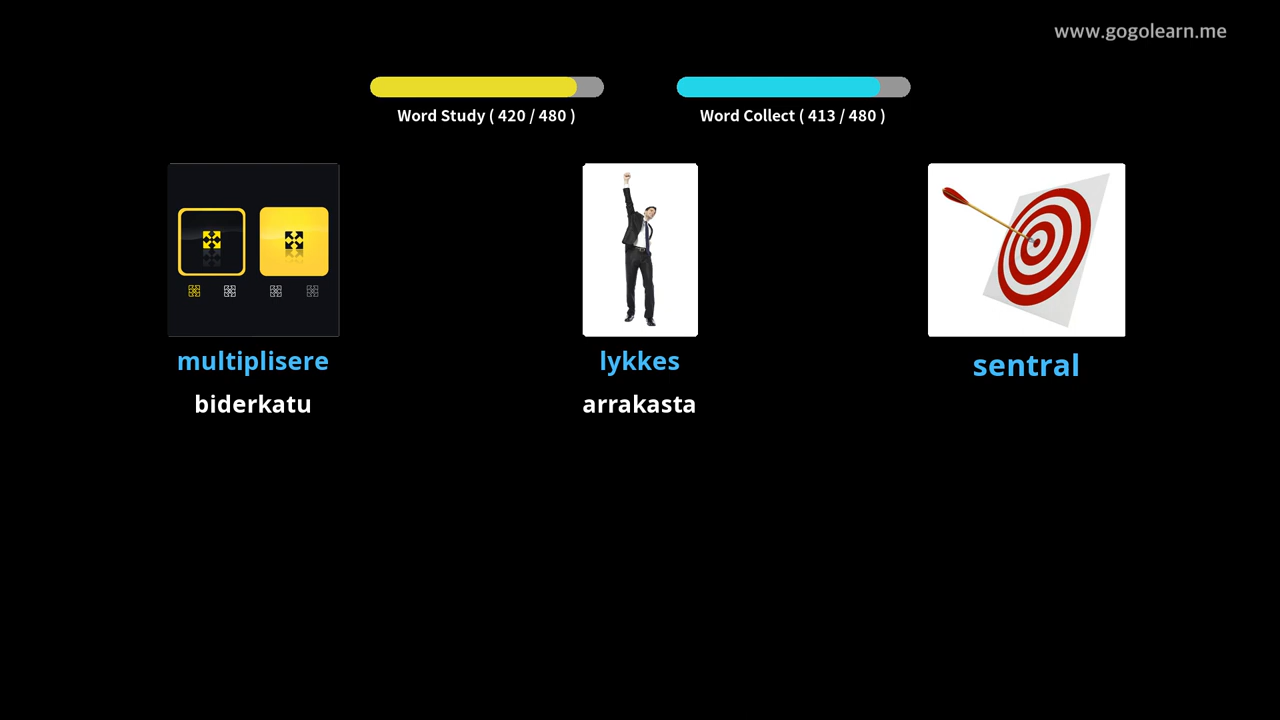 www.gogolearn.me
Word Study ( 420 / 480 )
Word Collect ( 413 / 480 )
multiplisere
biderkatu
lykkes
arrakasta
sentral